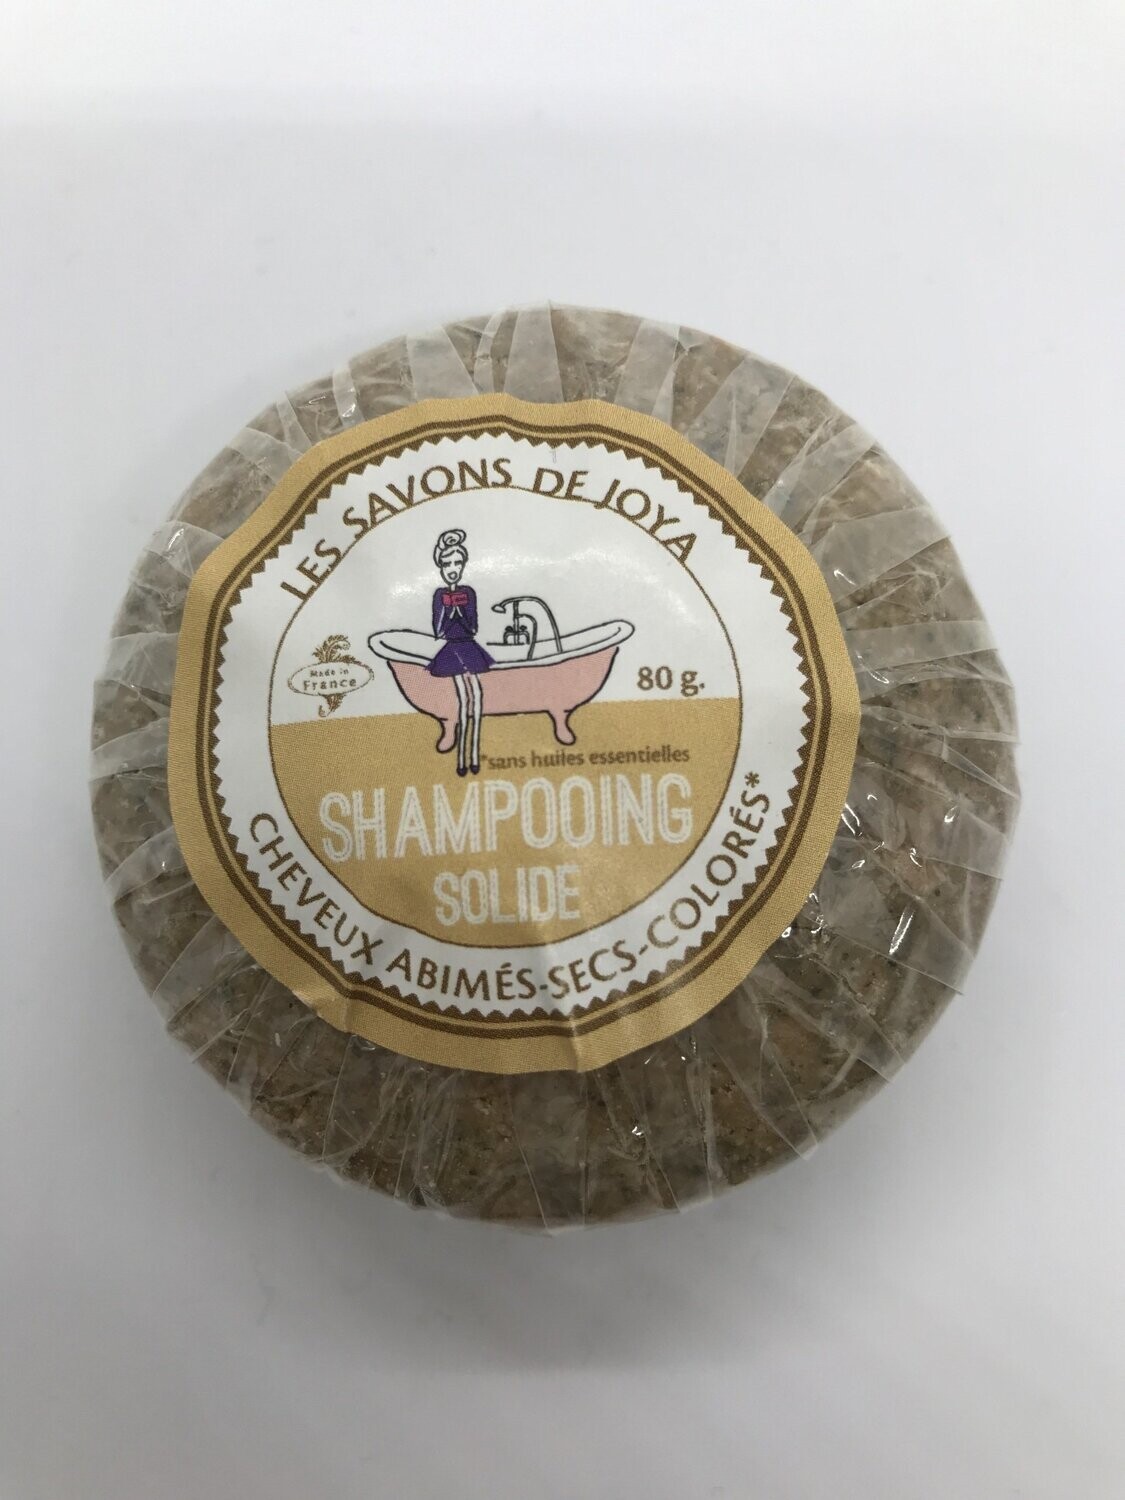 LES SAVONS DE JOYA
Made in
France
80 g.
*sans huiles essentielles
SHAMPOOING
SOLIDE
CHEVEUX ABIMÉS-SECS-COLORÉS*